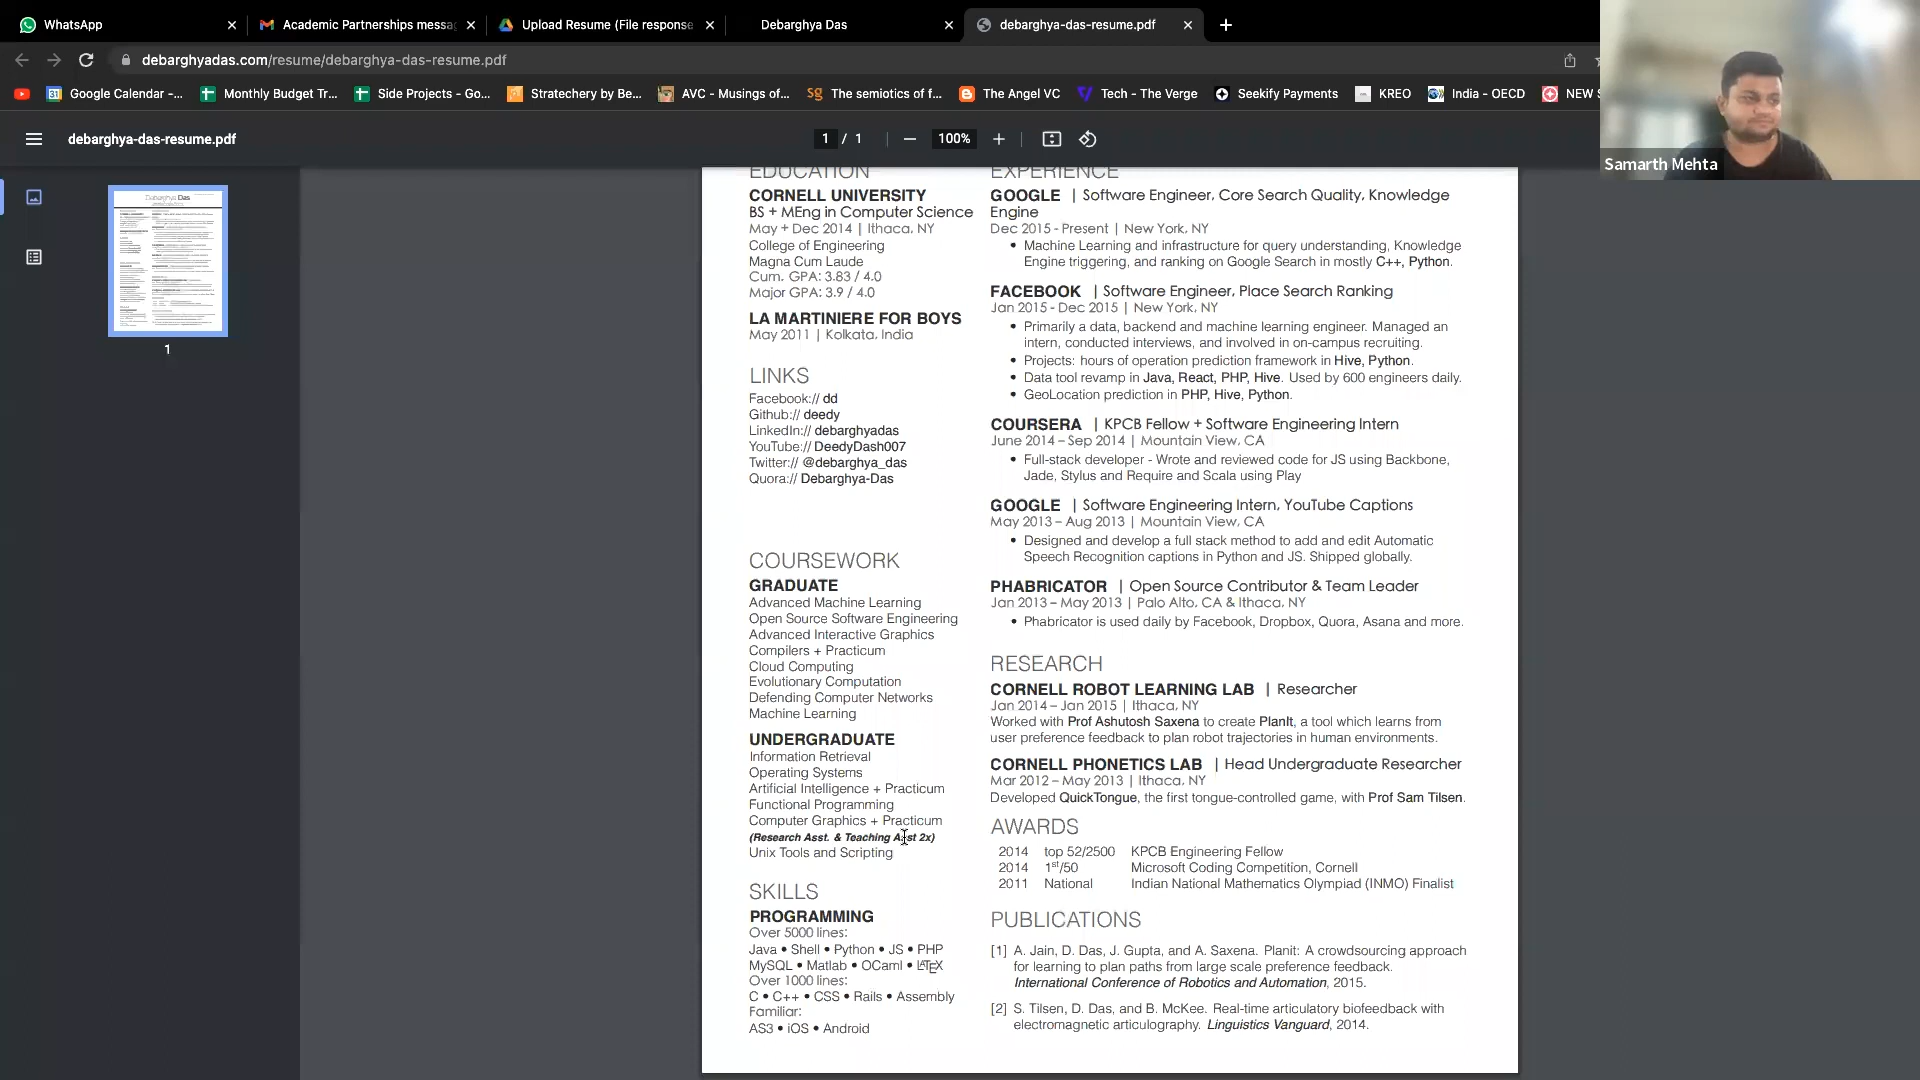 WhatsApp
Academic Partnerships messa
Upload Resume (File response
Debarghya Das
debarghya-das-resume.pdf
debarghyadas.com/resume/debarghya-das-resume.pdf
Google Calendar -...
Monthly Budget Tr...
Side Projects - Go...
Stratechery by Be...
AVC - Musings of...
The semiotics of f...
The Angel VC
Tech - The Verge
Seekify Payments
KREO
India - OECD
NEW S
Samarth Mehta
debarghya-das-resume.pdf
1 / 1
100%
1
EDUCATION
CORNELL UNIVERSITY
BS + MEng in Computer Science
May + Dec 2014 | Ithaca, NY
College of Engineering
Magna Cum Laude
Cum. GPA: 3.83 / 4.0
Major GPA: 3.9 / 4.0
LA MARTINIERE FOR BOYS
May 2011 | Kolkata, India
LINKS
Facebook:// dd
Github:// deedy
LinkedIn:// debarghyadas
YouTube:// DeedyDash007
Twitter:// @debarghya_das
Quora:// Debarghya-Das
COURSEWORK
GRADUATE
Advanced Machine Learning
Open Source Software Engineering
Advanced Interactive Graphics
Compilers + Practicum
Cloud Computing
Evolutionary Computation
Defending Computer Networks
Machine Learning
UNDERGRADUATE
Information Retrieval
Operating Systems
Artificial Intelligence + Practicum
Functional Programming
Computer Graphics + Practicum
(Research Asst. & Teaching Asst 2x)
Unix Tools and Scripting
SKILLS
PROGRAMMING
Over 5000 lines:
Java • Shell • Python • JS • PHP
MySQL • Matlab • OCaml • LATEX
Over 1000 lines:
C • C++ • CSS • Rails • Assembly
Familiar:
AS3 • iOS • Android
EXPERIENCE
GOOGLE | Software Engineer, Core Search Quality, Knowledge
Engine
Dec 2015 - Present | New York, NY
• Machine Learning and infrastructure for query understanding, Knowledge
Engine triggering, and ranking on Google Search in mostly C++, Python.
FACEBOOK | Software Engineer, Place Search Ranking
Jan 2015 - Dec 2015 | New York, NY
• Primarily a data, backend and machine learning engineer. Managed an
intern, conducted interviews, and involved in on-campus recruiting.
• Projects: hours of operation prediction framework in Hive, Python.
• Data tool revamp in Java, React, PHP, Hive. Used by 600 engineers daily.
• GeoLocation prediction in PHP, Hive, Python.
COURSERA | KPCB Fellow + Software Engineering Intern
June 2014 – Sep 2014 | Mountain View, CA
• Full-stack developer - Wrote and reviewed code for JS using Backbone,
Jade, Stylus and Require and Scala using Play
GOOGLE | Software Engineering Intern, YouTube Captions
May 2013 – Aug 2013 | Mountain View, CA
• Designed and develop a full stack method to add and edit Automatic
Speech Recognition captions in Python and JS. Shipped globally.
PHABRICATOR | Open Source Contributor & Team Leader
Jan 2013 – May 2013 | Palo Alto, CA & Ithaca, NY
• Phabricator is used daily by Facebook, Dropbox, Quora, Asana and more.
RESEARCH
CORNELL ROBOT LEARNING LAB | Researcher
Jan 2014 – Jan 2015 | Ithaca, NY
Worked with Prof Ashutosh Saxena to create PlanIt, a tool which learns from
user preference feedback to plan robot trajectories in human environments.
CORNELL PHONETICS LAB | Head Undergraduate Researcher
Mar 2012 – May 2013 | Ithaca, NY
Developed QuickTongue, the first tongue-controlled game, with Prof Sam Tilsen.
AWARDS
2014 top 52/2500 KPCB Engineering Fellow
2014 1st/50 Microsoft Coding Competition, Cornell
2011 National Indian National Mathematics Olympiad (INMO) Finalist
PUBLICATIONS
[1] A. Jain, D. Das, J. Gupta, and A. Saxena. Planit: A crowdsourcing approach
for learning to plan paths from large scale preference feedback.
International Conference of Robotics and Automation, 2015.
[2] S. Tilsen, D. Das, and B. McKee. Real-time articulatory biofeedback with
electromagnetic articulography. Linguistics Vanguard, 2014.